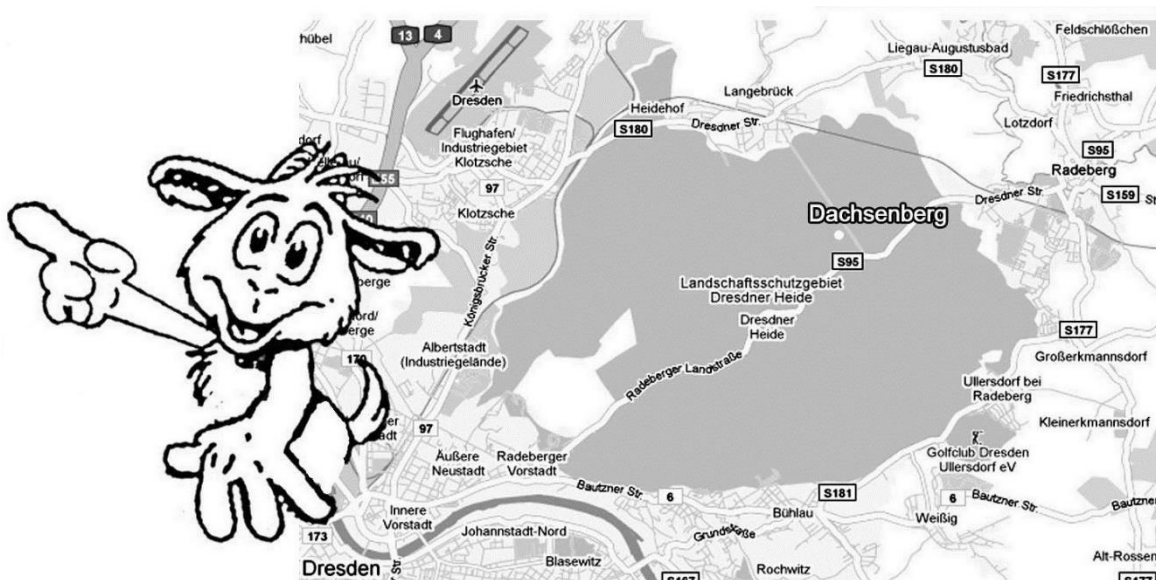 13
4
Feldschlößchen
Liegau-Augustusbad
S180
S177
Langebrück
Friedrichsthal
Dresden
Heidehof
Lotzdorf
Flughafen/
Industriegebiet
Klotzsche
S180
Dresdner Str.
S95
Radeberg
97
Dresdner Str.
S159
Klotzsche
Dachsenberg
Königsbrücker Str.
S95
Landschaftsschutzgebiet
Dresdner Heide
Dresdner
Heide
S177
Albertstadt
(Industriegelände)
170
Radeberger Landstraße
Großerkmannsdorf
Ullersdorf bei
Radeberg
Kleinerkmannsdorf
97
Äußere
Neustadt
Radeberger
Vorstadt
Golfclub Dresden
Ullersdorf eV
Bautzner Str.
6
S181
6
Bautzner Str.
Innere
Vorstadt
Bühlau
Weißig
173
Johannstadt-Nord
Grundstraße
Blasewitz
Alt-Rossen
Dresden
Rochwitz
S167
S177